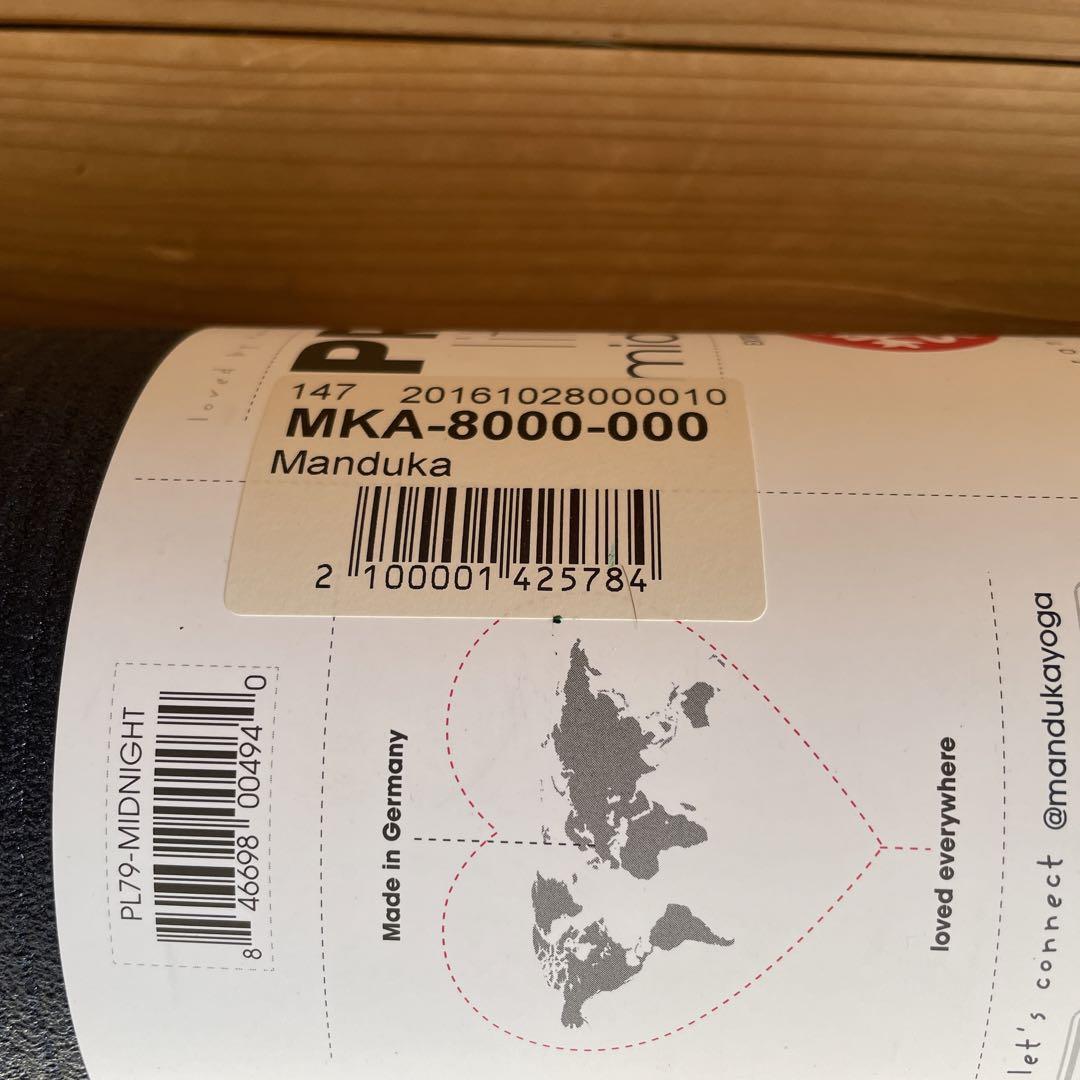 loved
147 20161028000010
MKA-8000-000
Manduka
2 100001 425784
PL79-MIDNIGHT
8 46698 00494 0
Made in Germany
loved everywhere
let's connect @mandukayoga